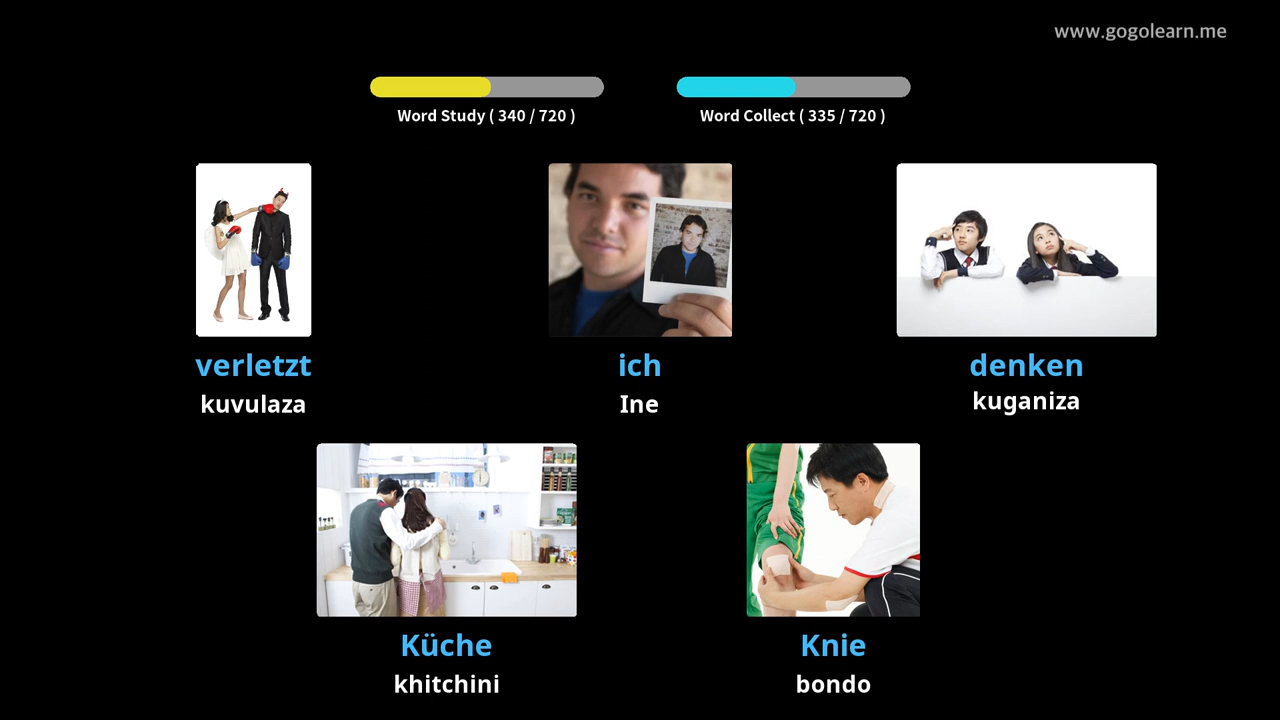 www.gogolearn.me
Word Study ( 340 / 720 )
Word Collect ( 335 / 720 )
verletzt
kuvulaza
ich
Ine
denken
kuganiza
Küche
khitchini
Knie
bondo